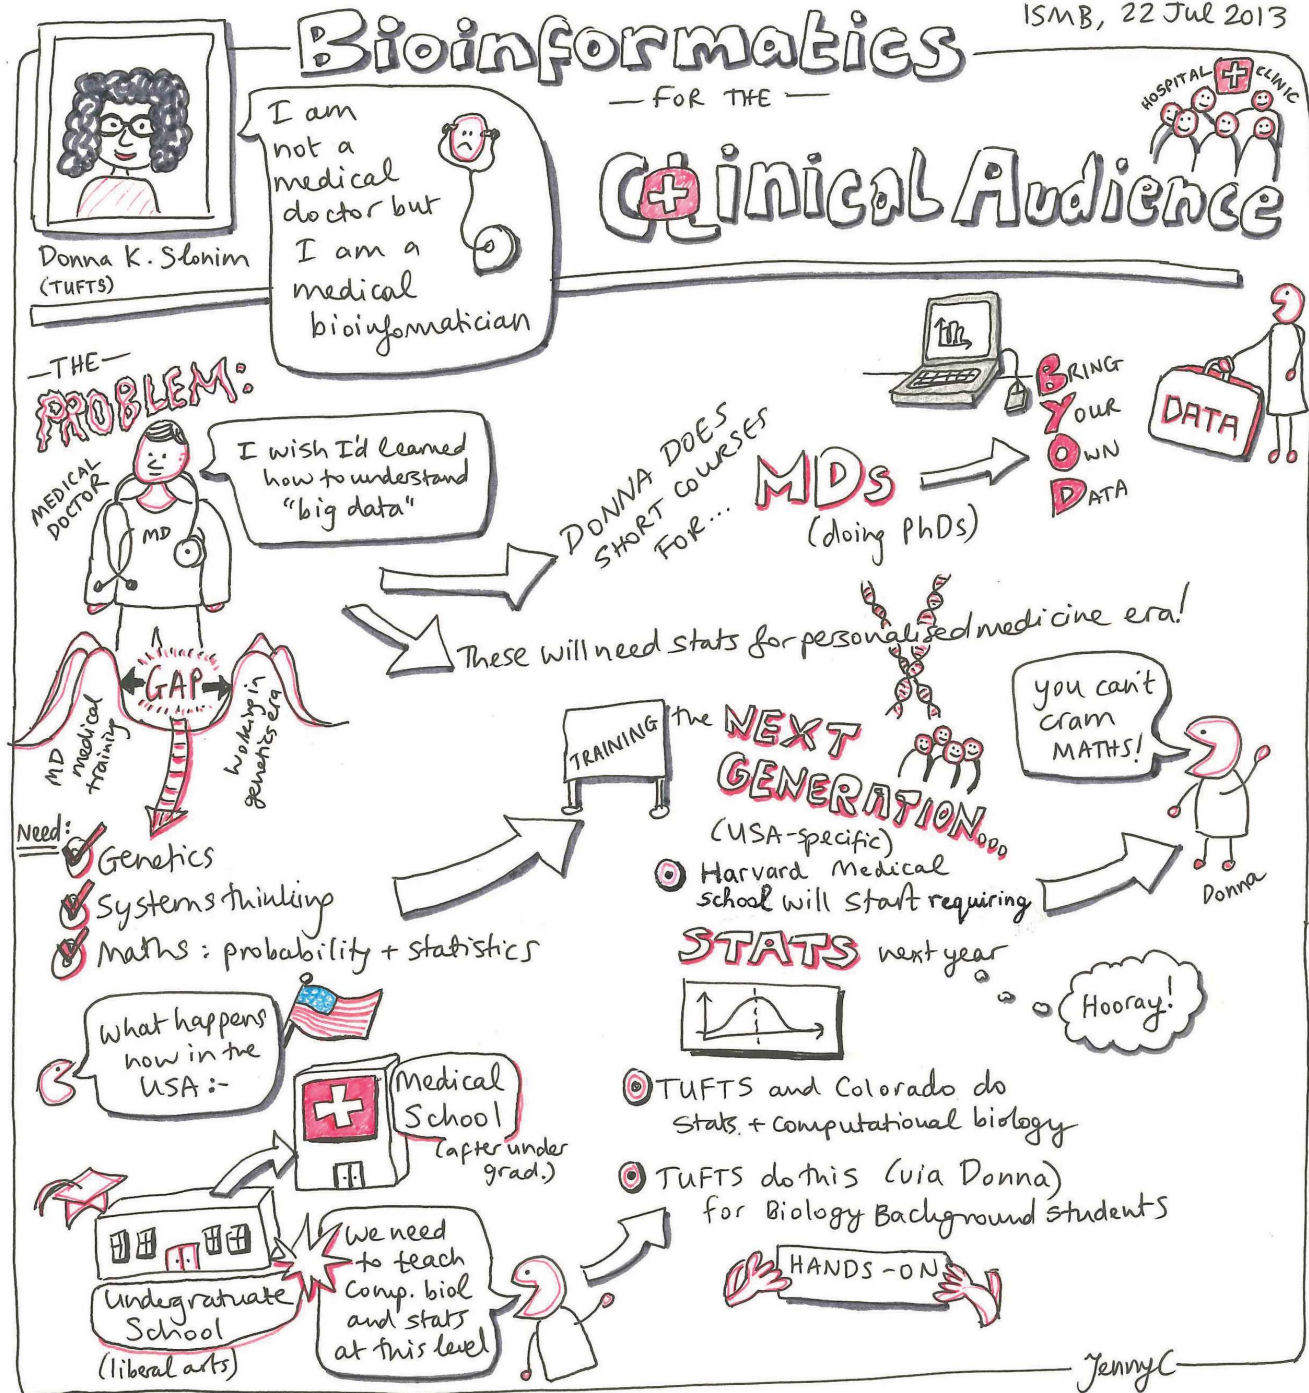 ISMB, 22 Jul 2013
Bioinformatics
— FOR THE —
Clinical Audience
HOSPITAL CLINIC
Donna K. Slonim
(TUFTS)
I am
not a
medical
doctor but
I am a
medical
bioinformatician
— THE —
PROBLEM:
MEDICAL
DOCTOR
MD
I wish I'd learned
how to understand
"big data"
DONNA DOES
SHORT COURSES
FOR...
MDs
(doing PhDs)
BRING
YOUR
OWN
DATA
DATA
These will need stats for personalised medicine era!
GAP
MD
medical
training
working in
genetics era
Need:
Genetics
Systems thinking
Maths: probability + statistics
TRAINING
the NEXT
GENERATION...
(USA-specific)
Harvard Medical
school will start requiring
STATS next year
you can't
cram
MATHS!
Donna
Hooray!
What happens
now in the
USA:-
Medical
School
(after under
grad.)
Undergratuate
School
(liberal arts)
We need
to teach
Comp. biol
and stats
at this level
TUFTS and Colorado do
Stats. + Computational biology
TUFTS do this (via Donna)
for Biology Background students
HANDS-ON
JennyC